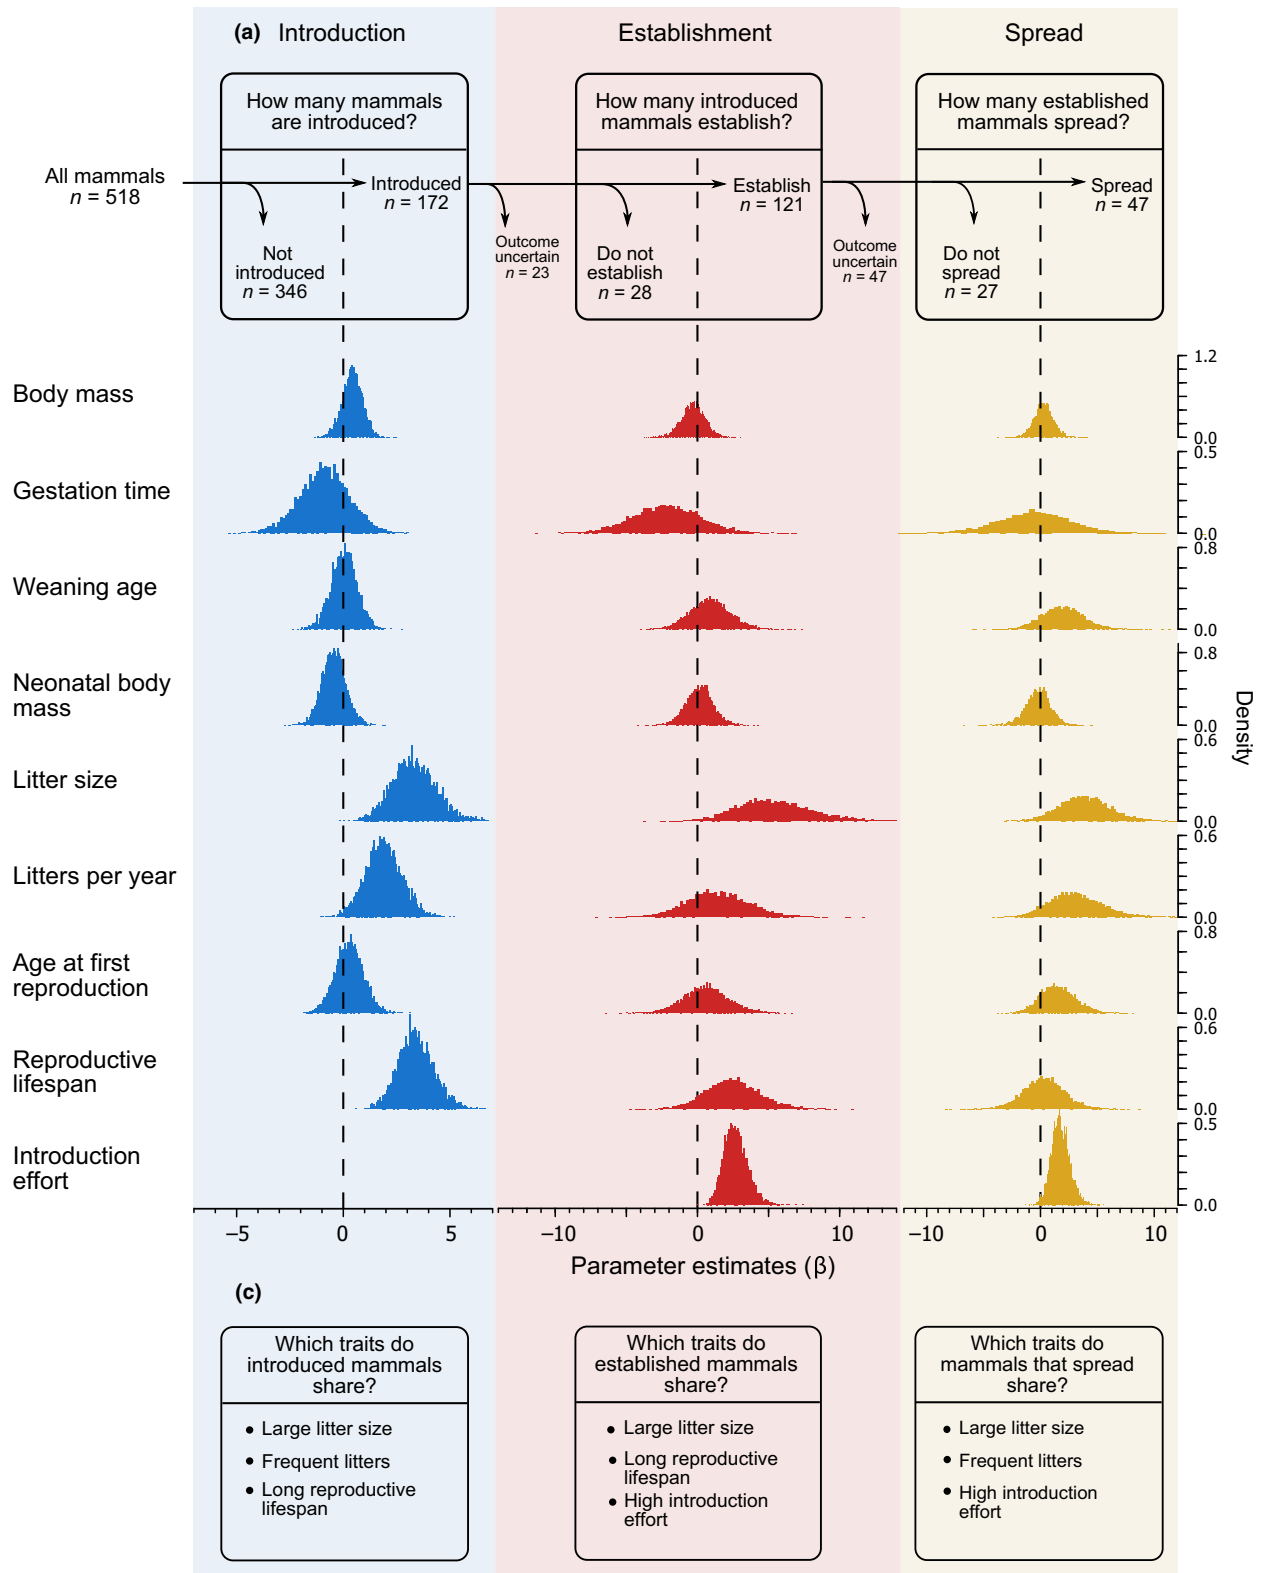 (a) Introduction
Establishment
Spread
How many mammals
are introduced?
How many introduced
mammals establish?
How many established
mammals spread?
All mammals
n = 518
Introduced
n = 172
Not
introduced
n = 346
Outcome
uncertain
n = 23
Establish
n = 121
Do not
establish
n = 28
Outcome
uncertain
n = 47
Spread
n = 47
Do not
spread
n = 27
Body mass
1.2
0.0
Gestation time
0.5
0.0
Weaning age
0.8
0.0
Neonatal body
mass
0.8
0.0
Litter size
0.6
0.0
Litters per year
0.6
0.0
Age at first
reproduction
0.8
0.0
Reproductive
lifespan
0.6
0.0
Introduction
effort
0.5
0.0
Density
−5 0 5
−10 0 10
−10 0 10
Parameter estimates (β)
(c)
Which traits do
introduced mammals
share?
• Large litter size
• Frequent litters
• Long reproductive
lifespan
Which traits do
established mammals
share?
• Large litter size
• Long reproductive
lifespan
• High introduction
effort
Which traits do
mammals that spread
share?
• Large litter size
• Frequent litters
• High introduction
effort